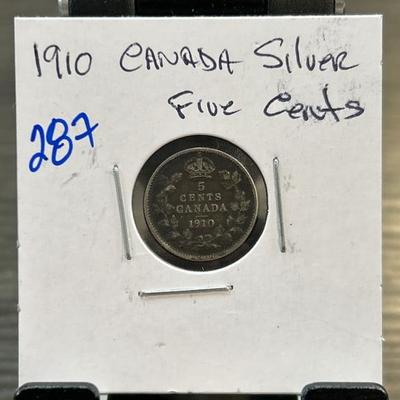 1910 CANADA Silver
Five Cents
287
5
CENTS
CANADA
1910